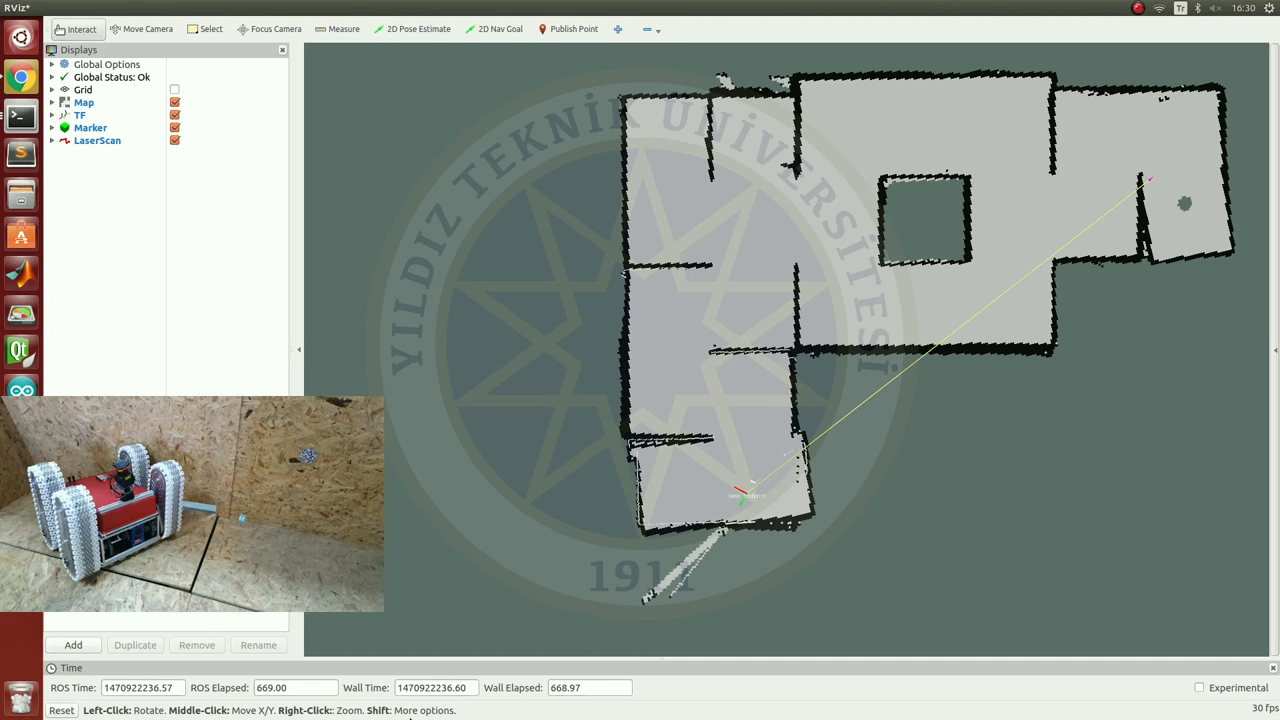 RViz*
Tr
16:30
Interact
Move Camera
Select
Focus Camera
Measure
2D Pose Estimate
2D Nav Goal
Publish Point
Displays
Global Options
Global Status: Ok
Grid
Map
TF
Marker
LaserScan
YILDIZ TEKNİK ÜNİVERSİTESİ
1911
base_footprint
Add
Duplicate
Remove
Rename
Time
ROS Time:
1470922236.57
ROS Elapsed:
669.00
Wall Time:
1470922236.60
Wall Elapsed:
668.97
Experimental
Reset
Left-Click: Rotate. Middle-Click: Move X/Y. Right-Click:: Zoom. Shift: More options.
30 fps
Qt